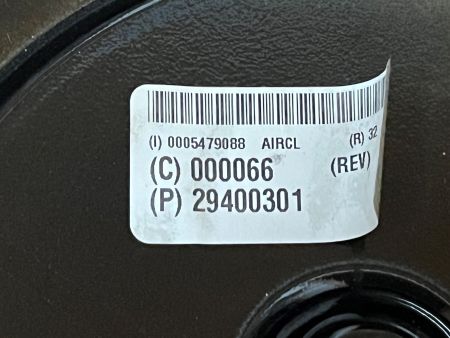 (I) 0005479088 AIRCL (R) 32
(C) 000066 (REV)
(P) 29400301